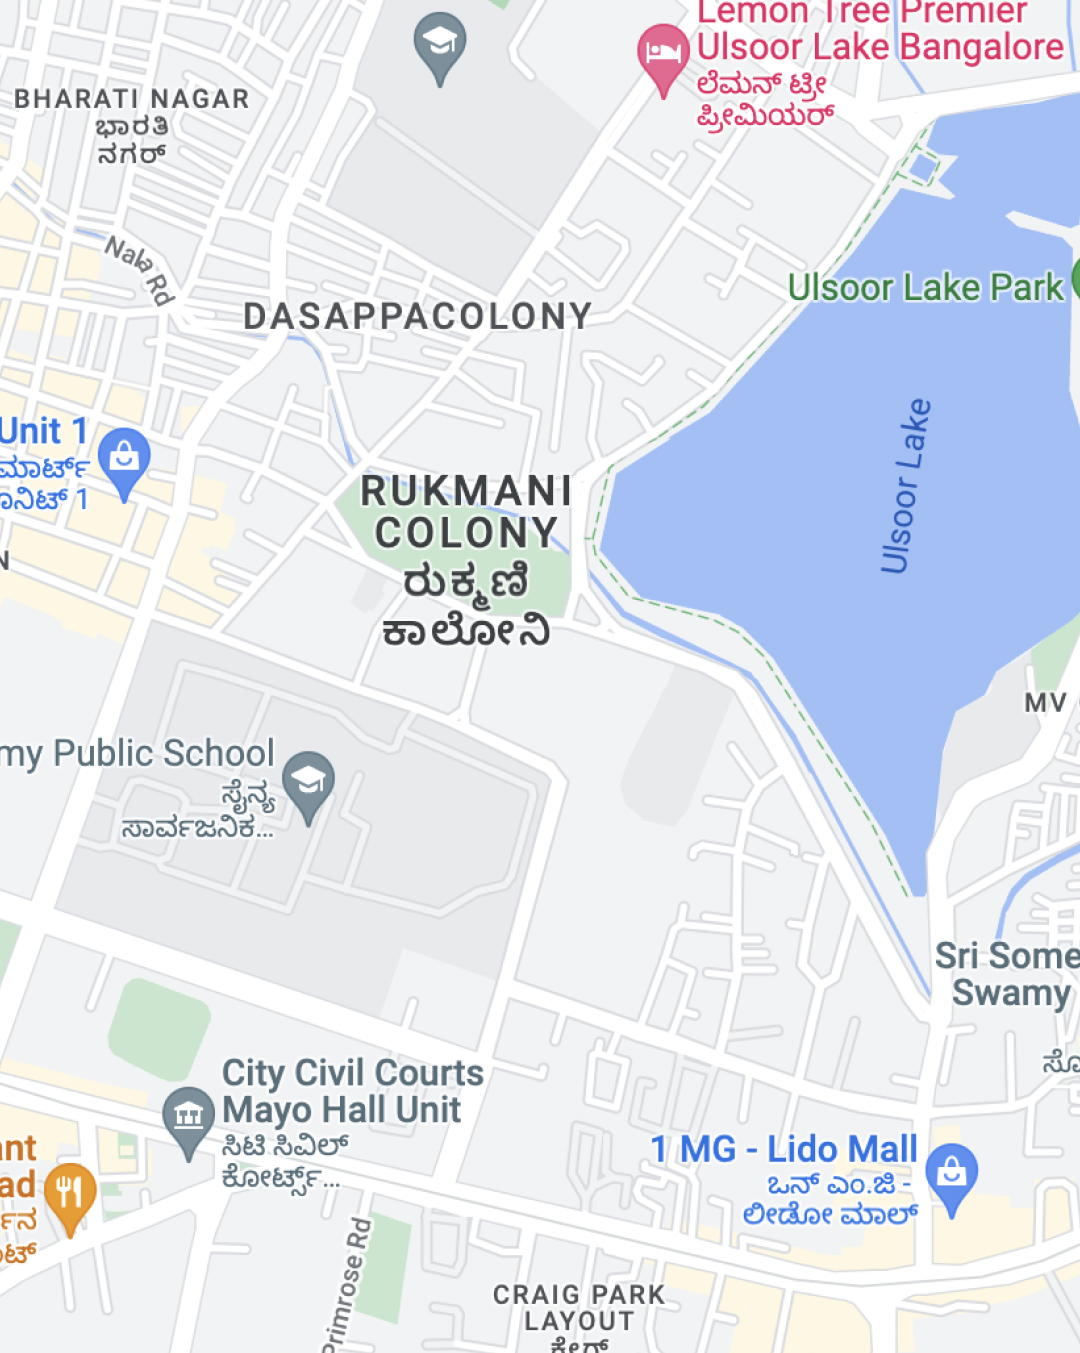 Lemon Tree Premier
Ulsoor Lake Bangalore
ಲೆಮನ್ ಟ್ರೀ
ಪ್ರೀಮಿಯರ್
BHARATI NAGAR
ಭಾರತಿ
ನಗರ್
Nala Rd
Ulsoor Lake Park
DASAPPACOLONY
Ulsoor Lake
Unit 1
ಮಾರ್ಟ್
ನಿಟ್ 1
RUKMANI
COLONY
ರುಕ್ಮಣಿ
ಕಾಲೋನಿ
N
MV
my Public School
ಸೈನ್ಯ
ಸಾರ್ವಜನಿಕ...
Sri Some
Swamy
ಸೊ
City Civil Courts
Mayo Hall Unit
ಸಿಟಿ ಸಿವಿಲ್
ಕೋರ್ಟ್ಸ್...
1 MG - Lido Mall
ಒನ್ ಎಂ.ಜಿ -
ಲೀಡೋ ಮಾಲ್
ant
ad
Primrose Rd
CRAIG PARK
LAYOUT